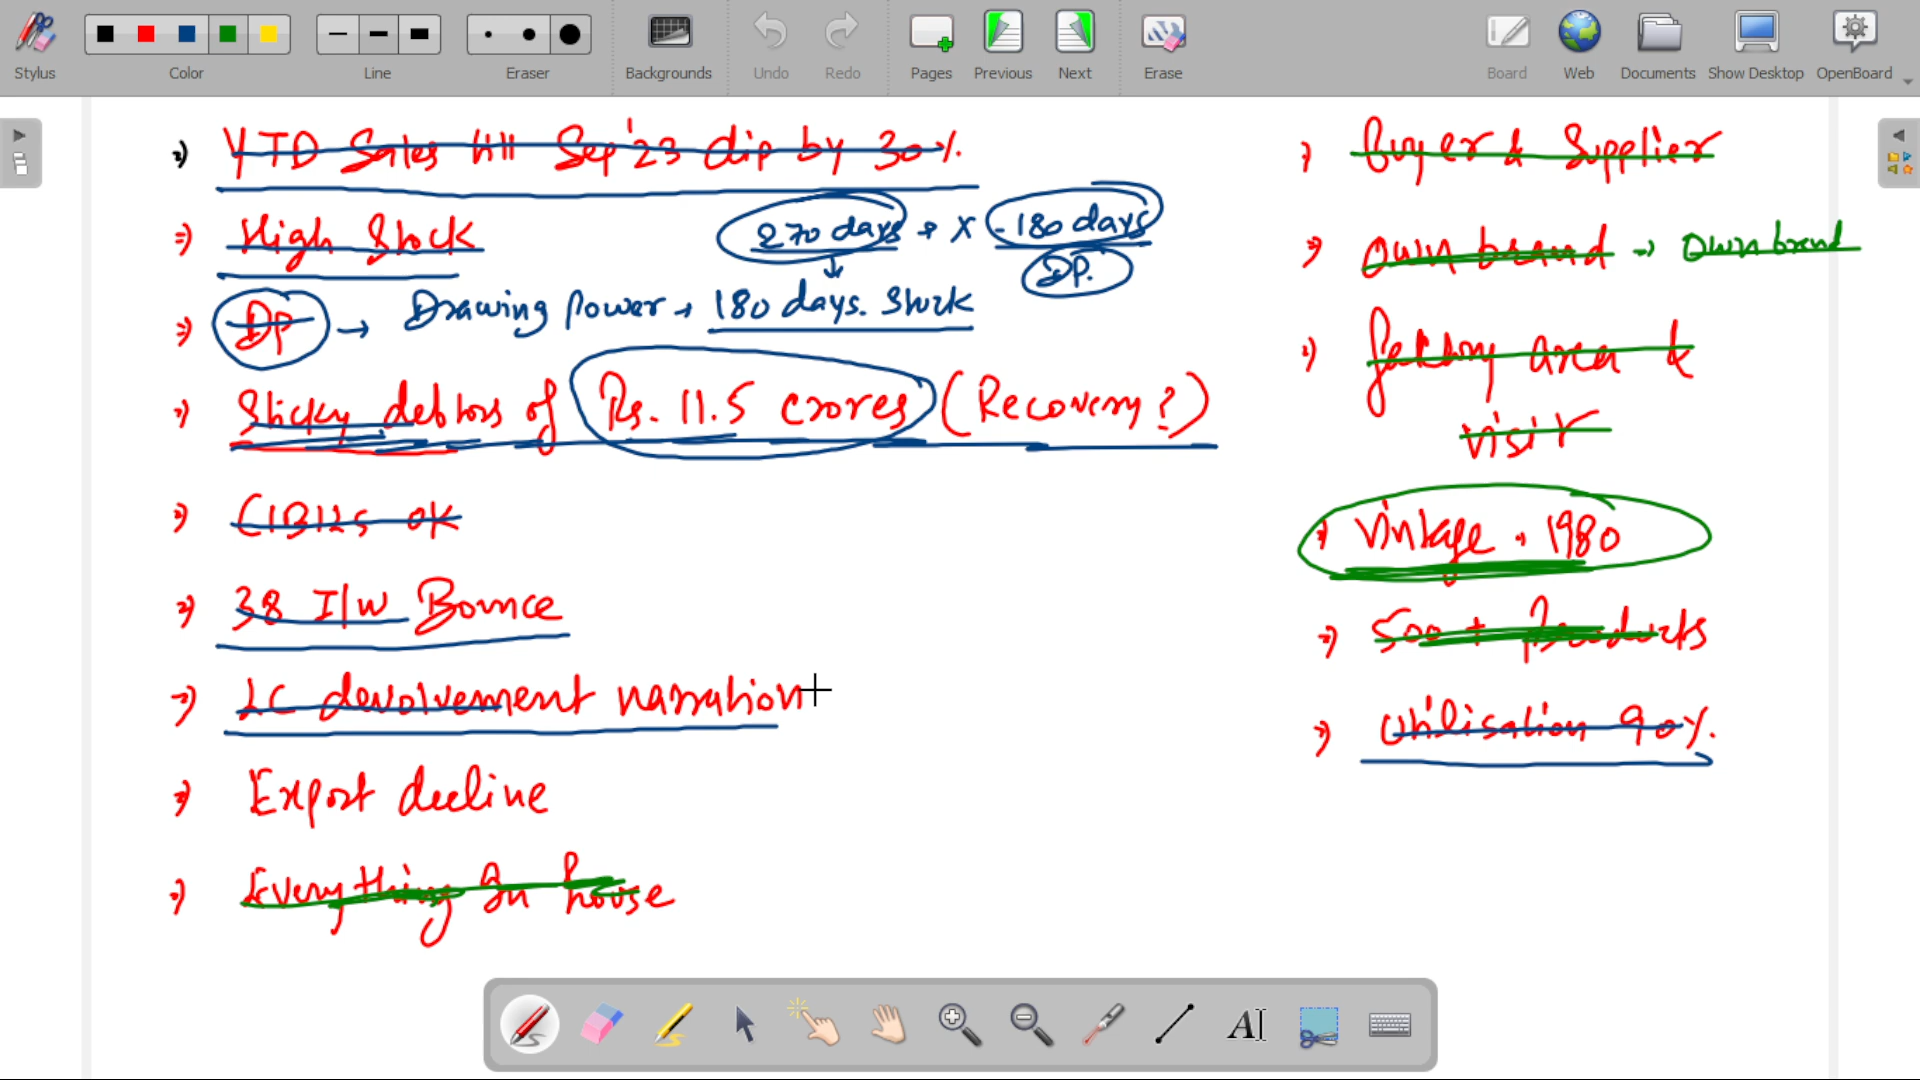 Stylus
Color
Line
Eraser
Backgrounds
Undo
Redo
Pages
Previous
Next
Erase
Board
Web
Documents
Show Desktop
OpenBoard
YTD Sales till Sep'23 dip by 30%.
High Stock
270 days → X -180 days
DP.
DP → Drawing Power → 180 days. Stock
Sticky debtors of Rs. 11.5 crores (Recovery?)
CIBILs OK
38 I/W Bounce
LC devolvement narration
Export decline
Everything In house
Buyer & Supplier
Own brand → Own brand
factory area &
visit
Vintage → 1980
500+ Products
Utilisation 90%.
AI